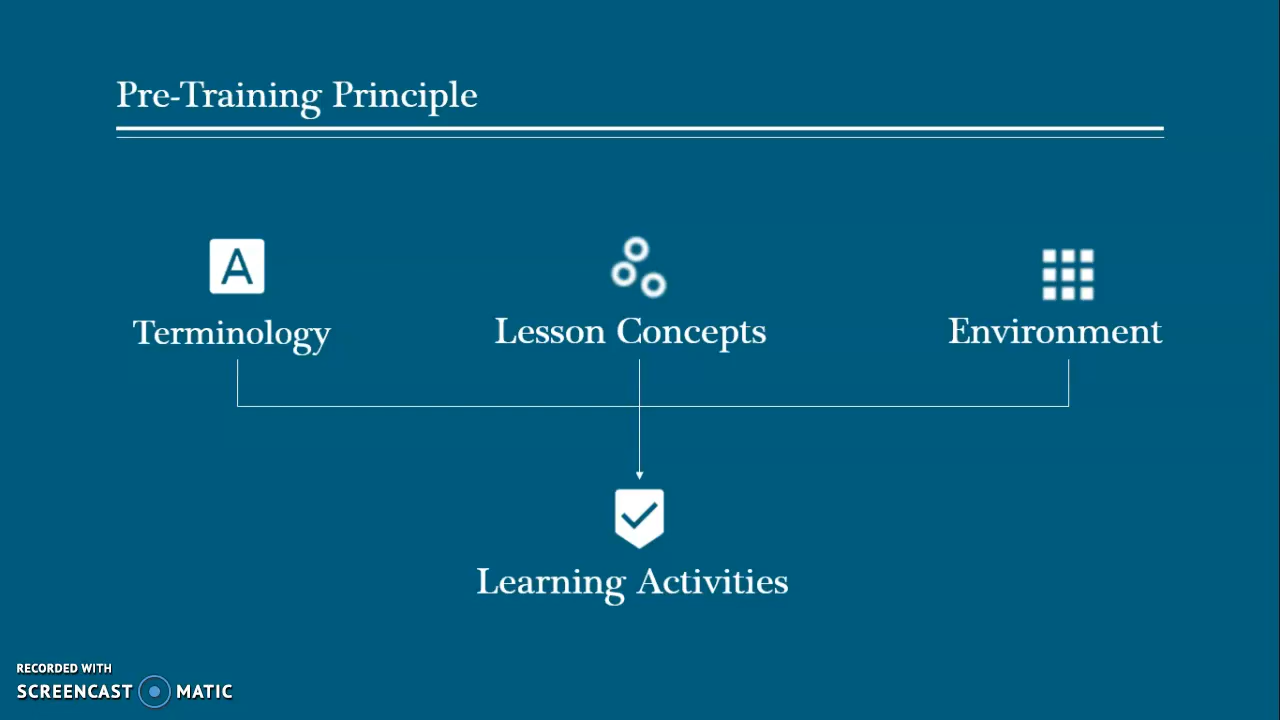 Pre-Training Principle
A
Terminology
Lesson Concepts
Environment
Learning Activities
RECORDED WITH
SCREENCAST MATIC